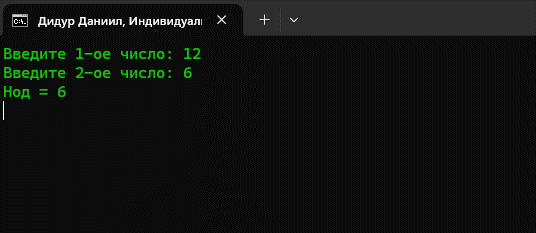 Дидур Даниил, Индивидуал
Введите 1-ое число: 12
Введите 2-ое число: 6
Нод = 6